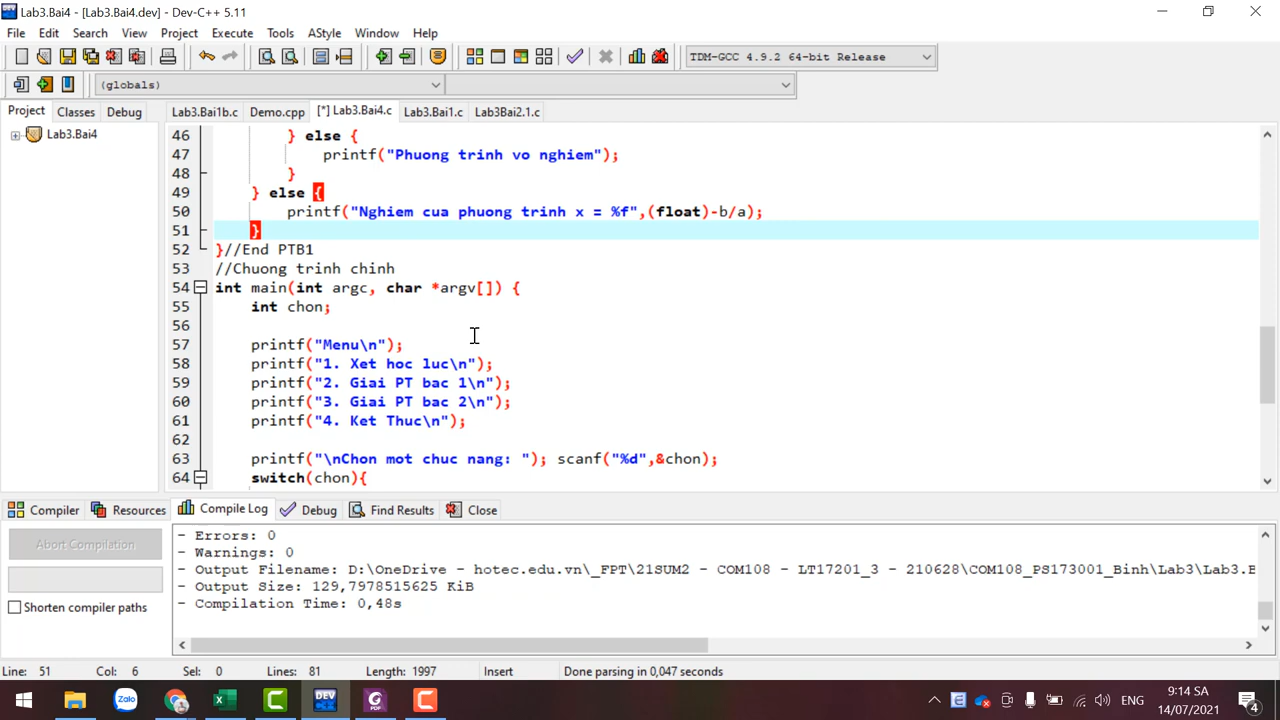 Lab3.Bai4 - [Lab3.Bai4.dev] - Dev-C++ 5.11
File Edit Search View Project Execute Tools AStyle Window Help
TDM-GCC 4.9.2 64-bit Release
(globals)
Project Classes Debug
Lab3.Bai1b.c Demo.cpp [*] Lab3.Bai4.c Lab3.Bai1.c Lab3Bai2.1.c
Lab3.Bai4
46 } else {
47 printf("Phuong trinh vo nghiem");
48 }
49 } else {
50 printf("Nghiem cua phuong trinh x = %f",(float)-b/a);
51 }
52 }//End PTB1
53 //Chuong trinh chinh
54 int main(int argc, char *argv[]) {
55 int chon;
56
57 printf("Menu\n");
58 printf("1. Xet hoc luc\n");
59 printf("2. Giai PT bac 1\n");
60 printf("3. Giai PT bac 2\n");
61 printf("4. Ket Thuc\n");
62
63 printf("\nChon mot chuc nang: "); scanf("%d",&chon);
64 switch(chon){
Compiler Resources Compile Log Debug Find Results Close
Abort Compilation
Shorten compiler paths
- Errors: 0
- Warnings: 0
- Output Filename: D:\OneDrive - hotec.edu.vn\_FPT\21SUM2 - COM108 - LT17201_3 - 210628\COM108_PS173001_Binh\Lab3\Lab3.B
- Output Size: 129,7978515625 KiB
- Compilation Time: 0,48s
Line: 51 Col: 6 Sel: 0 Lines: 81 Length: 1997 Insert Done parsing in 0,047 seconds
Zalo
DEV
PDF
ENG
9:14 SA
14/07/2021
4